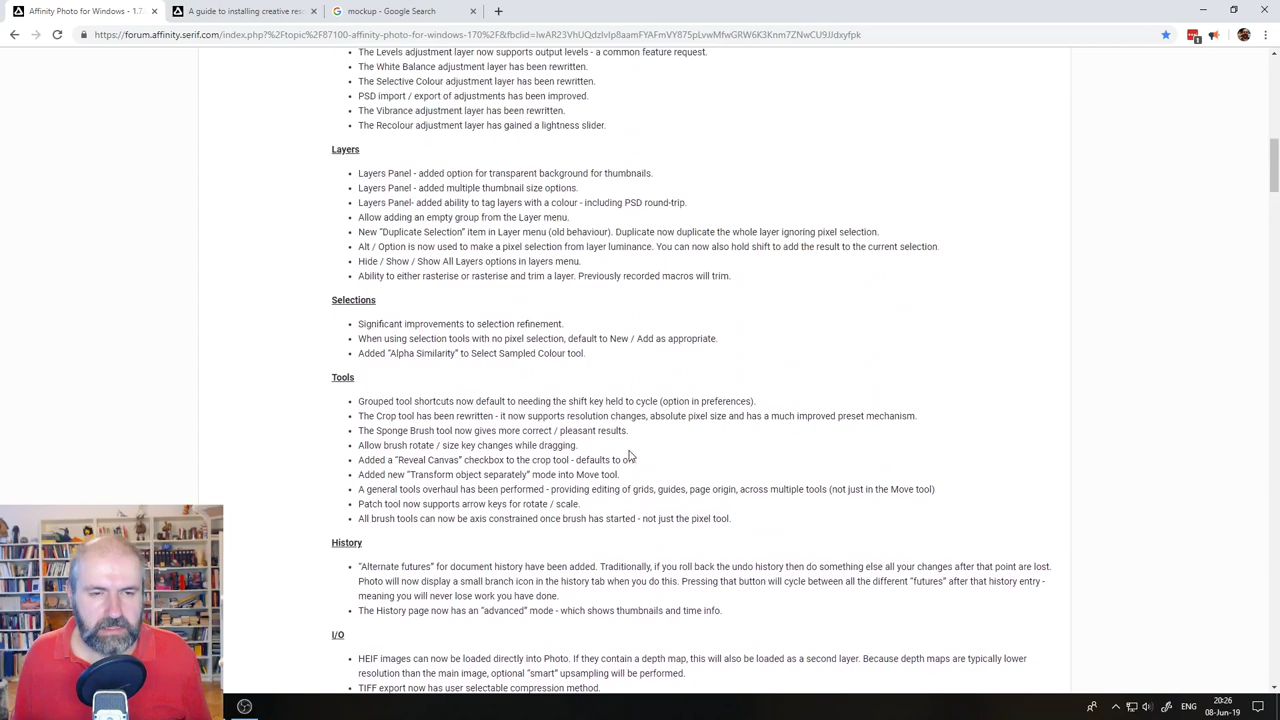 Affinity Photo for Windows - 1.7.
A guide to installing creative res
mockup - Google Search
https://forum.affinity.serif.com/index.php?%2Ftopic%2F87100-affinity-photo-for-windows-170%2F&fbclid=
The Levels adjustment layer now supports output levels - a common feature request.
The White Balance adjustment layer has been rewritten.
The Selective Colour adjustment layer has been rewritten.
PSD import / export of adjustments has been improved.
The Vibrance adjustment layer has been rewritten.
The Recolour adjustment layer has gained a lightness slider.
Layers
Layers Panel - added option for transparent background for thumbnails.
Layers Panel - added multiple thumbnail size options.
Layers Panel- added ability to tag layers with a colour - including PSD round-trip.
Allow adding an empty group from the Layer menu.
New “Duplicate Selection” item in Layer menu (old behaviour). Duplicate now duplicate the whole layer ignoring pixel selection.
Alt / Option is now used to make a pixel selection from layer luminance. You can now also hold shift to add the result to the current selection.
Hide / Show / Show All Layers options in layers menu.
Ability to either rasterise or rasterise and trim a layer. Previously recorded macros will trim.
Selections
Significant improvements to selection refinement.
When using selection tools with no pixel selection, default to New / Add as appropriate.
Added “Alpha Similarity” to Select Sampled Colour tool.
Tools
Grouped tool shortcuts now default to needing the shift key held to cycle (option in preferences).
The Crop tool has been rewritten - it now supports resolution changes, absolute pixel size and has a much improved preset mechanism.
The Sponge Brush tool now gives more correct / pleasant results.
Allow brush rotate / size key changes while dragging.
Added a “Reveal Canvas” checkbox to the crop tool - defaults to
Added new “Transform object separately” mode into Move tool.
A general tools overhaul has been performed - providing editing of grids, guides, page origin, across multiple tools (not just in the Move tool)
Patch tool now supports arrow keys for rotate / scale.
All brush tools can now be axis constrained once brush has started - not just the pixel tool.
History
“Alternate futures” for document history have been added. Traditionally, if you roll back the undo history then do something else all your changes after that point are lost.
Photo will now display a small branch icon in the history tab when you do this. Pressing that button will cycle between all the different “futures” after that history entry -
meaning you will never lose work you have done.
The History page now has an “advanced” mode - which shows thumbnails and time info.
I/O
HEIF images can now be loaded directly into Photo. If they contain a depth map, this will also be loaded as a second layer. Because depth maps are typically lower
resolution than the main image, optional “smart” upsampling will be performed.
TIFF export now has user selectable compression method.
ENG
20:26
08-Jun-19